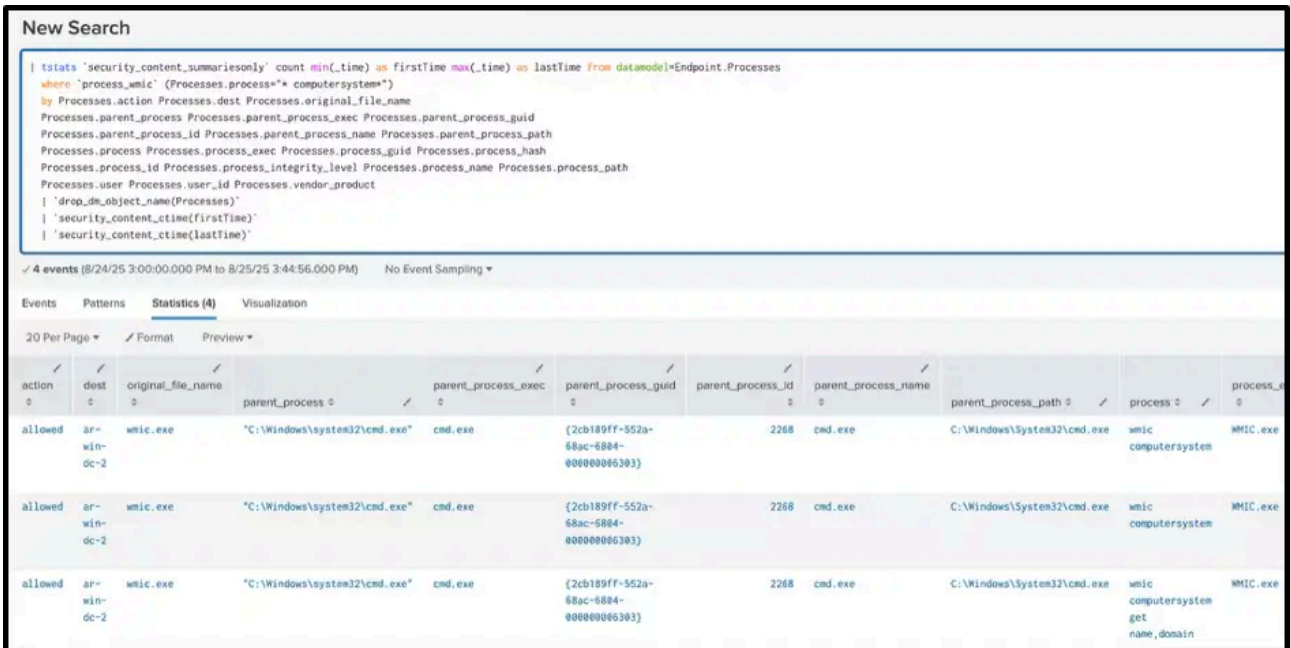 New Search
| tstats `security_content_summariesonly` count min(_time) as firstTime max(_time) as lastTime from datamodel=Endpoint.Processes
where `process_wmic` (Processes.process="* computersystem*")
by Processes.action Processes.dest Processes.original_file_name
Processes.parent_process Processes.parent_process_exec Processes.parent_process_guid
Processes.parent_process_id Processes.parent_process_name Processes.parent_process_path
Processes.process Processes.process_exec Processes.process_guid Processes.process_hash
Processes.process_id Processes.process_integrity_level Processes.process_name Processes.process_path
Processes.user Processes.user_id Processes.vendor_product
| `drop_dm_object_name(Processes)`
| `security_content_ctime(firstTime)`
| `security_content_ctime(lastTime)`
✓ 4 events (8/24/25 3:00:00.000 PM to 8/25/25 3:44:56.000 PM) No Event Sampling
Events Patterns Statistics (4) Visualization
20 Per Page Format Preview
action dest original_file_name parent_process parent_process_exec parent_process_guid parent_process_id parent_process_name parent_process_path process process_e
allowed ar- wmic.exe "C:\Windows\system32\cmd.exe" cmd.exe {2cb189ff-552a- 2268 cmd.exe C:\Windows\System32\cmd.exe wmic WMIC.exe
win- 68ac-6804- computersystem
dc-2 000000006303}
allowed ar- wmic.exe "C:\Windows\system32\cmd.exe" cmd.exe {2cb189ff-552a- 2268 cmd.exe C:\Windows\System32\cmd.exe wmic WMIC.exe
win- 68ac-6804- computersystem
dc-2 000000006303}
allowed ar- wmic.exe "C:\Windows\system32\cmd.exe" cmd.exe {2cb189ff-552a- 2268 cmd.exe C:\Windows\System32\cmd.exe wmic WMIC.exe
win- 68ac-6804- computersystem
dc-2 000000006303} get
name,domain